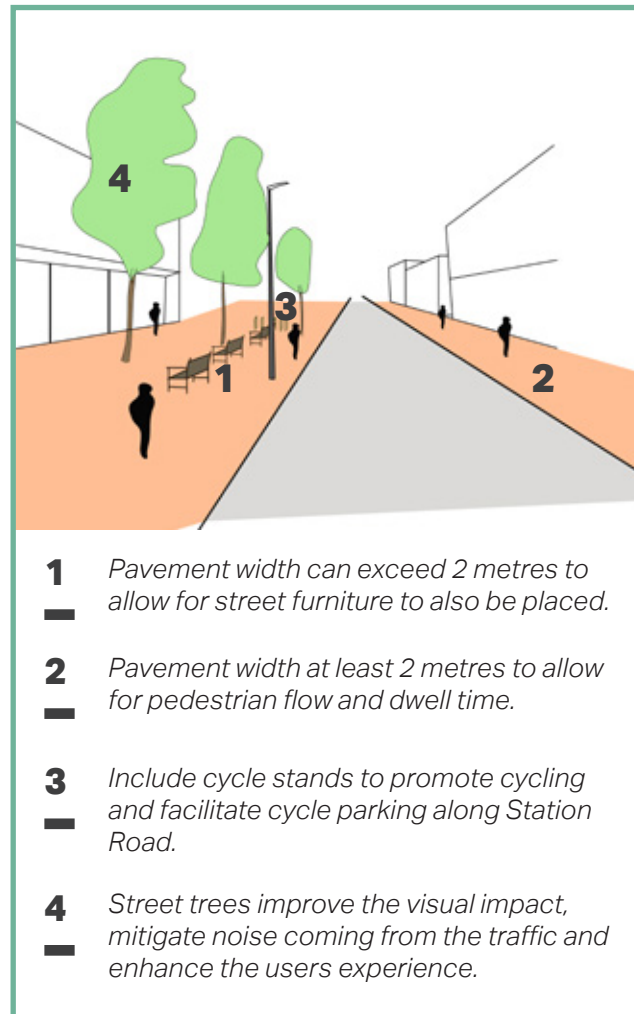 4
3
1
2
1 Pavement width can exceed 2 metres to
allow for street furniture to also be placed.
2 Pavement width at least 2 metres to allow
for pedestrian flow and dwell time.
3 Include cycle stands to promote cycling
and facilitate cycle parking along Station
Road.
4 Street trees improve the visual impact,
mitigate noise coming from the traffic and
enhance the users experience.